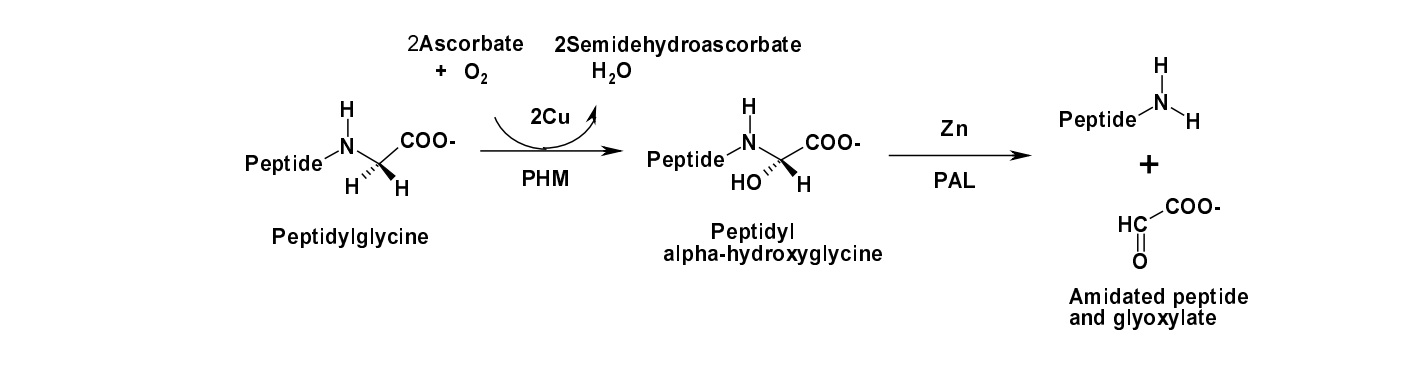 2Ascorbate 2Semidehydroascorbate
+ O2 H2O
2Cu
PHM
H
N
Peptide
COO-
H H
Peptidylglycine
H
N
Peptide
COO-
HO H
Peptidyl
alpha-hydroxyglycine
Zn
PAL
H
N
Peptide
H
+
COO-
HC
O
Amidated peptide
and glyoxylate